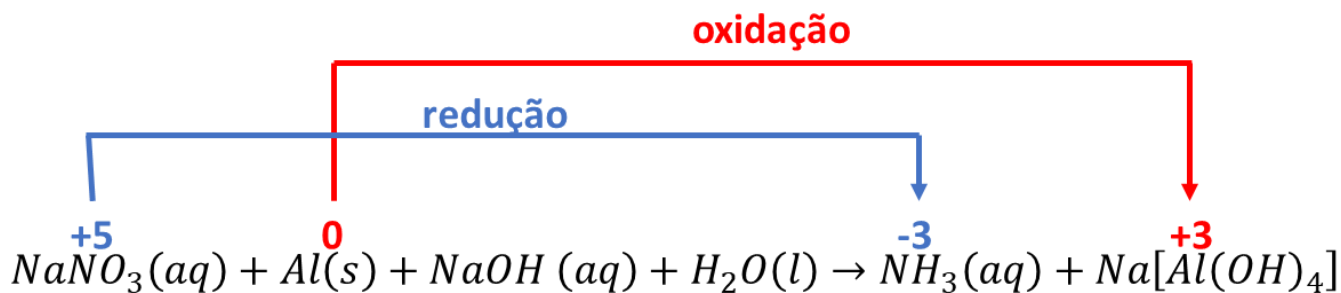 oxidação
redução
+5 0 -3 +3
NaNO₃(aq) + Al(s) + NaOH (aq) + H₂O(l) → NH₃(aq) + Na[Al(OH)₄]